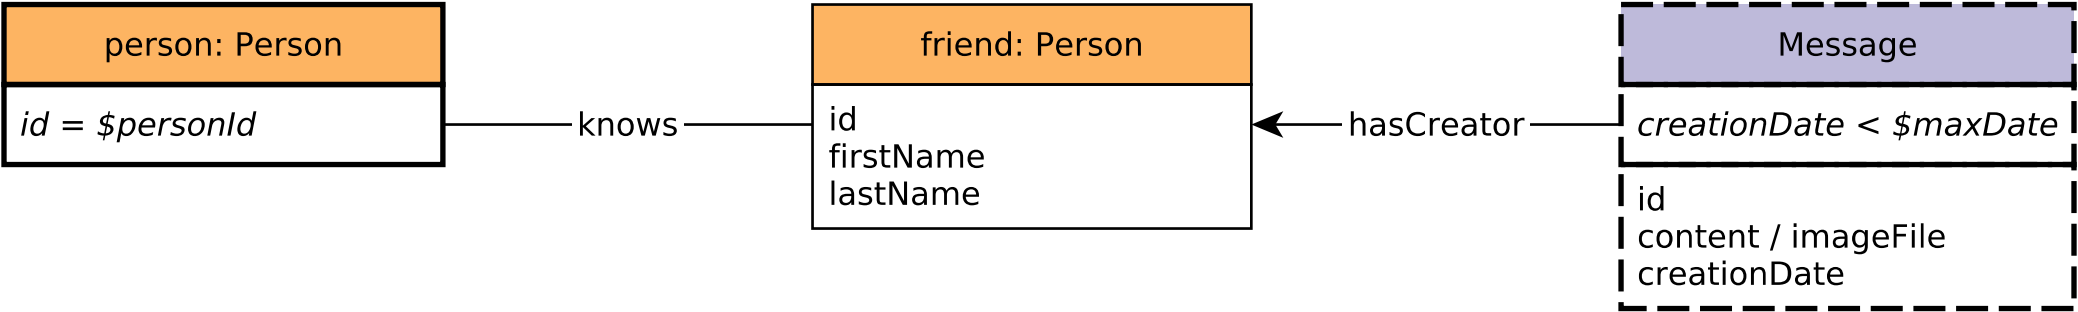 person: Person
id = $personId
knows
friend: Person
id
firstName
lastName
hasCreator
Message
creationDate < $maxDate
id
content / imageFile
creationDate